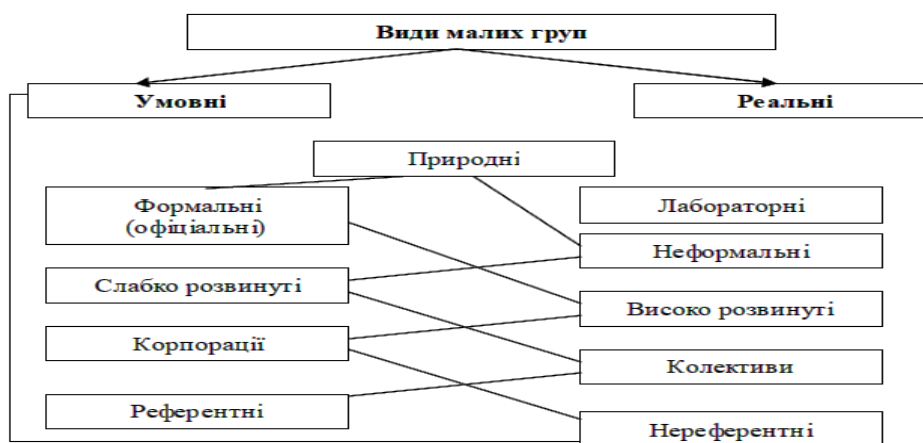 Види малих груп
Умовні
Реальні
Природні
Формальні
(офіціальні)
Лабораторні
Неформальні
Слабко розвинуті
Високо розвинуті
Корпорації
Колективи
Референтні
Нереферентні